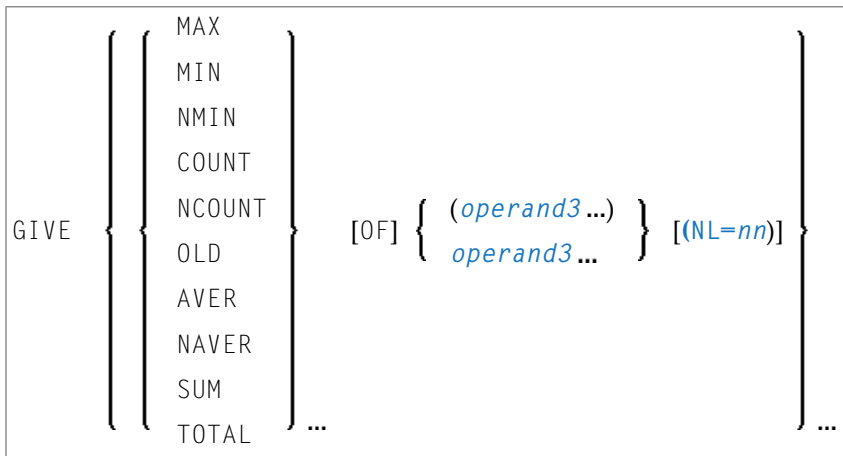 MAX
MIN
NMIN
COUNT
(operand3 ...)
NCOUNT
GIVE [OF] [(NL=nn)]
OLD
operand3 ...
AVER
NAVER
SUM
TOTAL ... ...